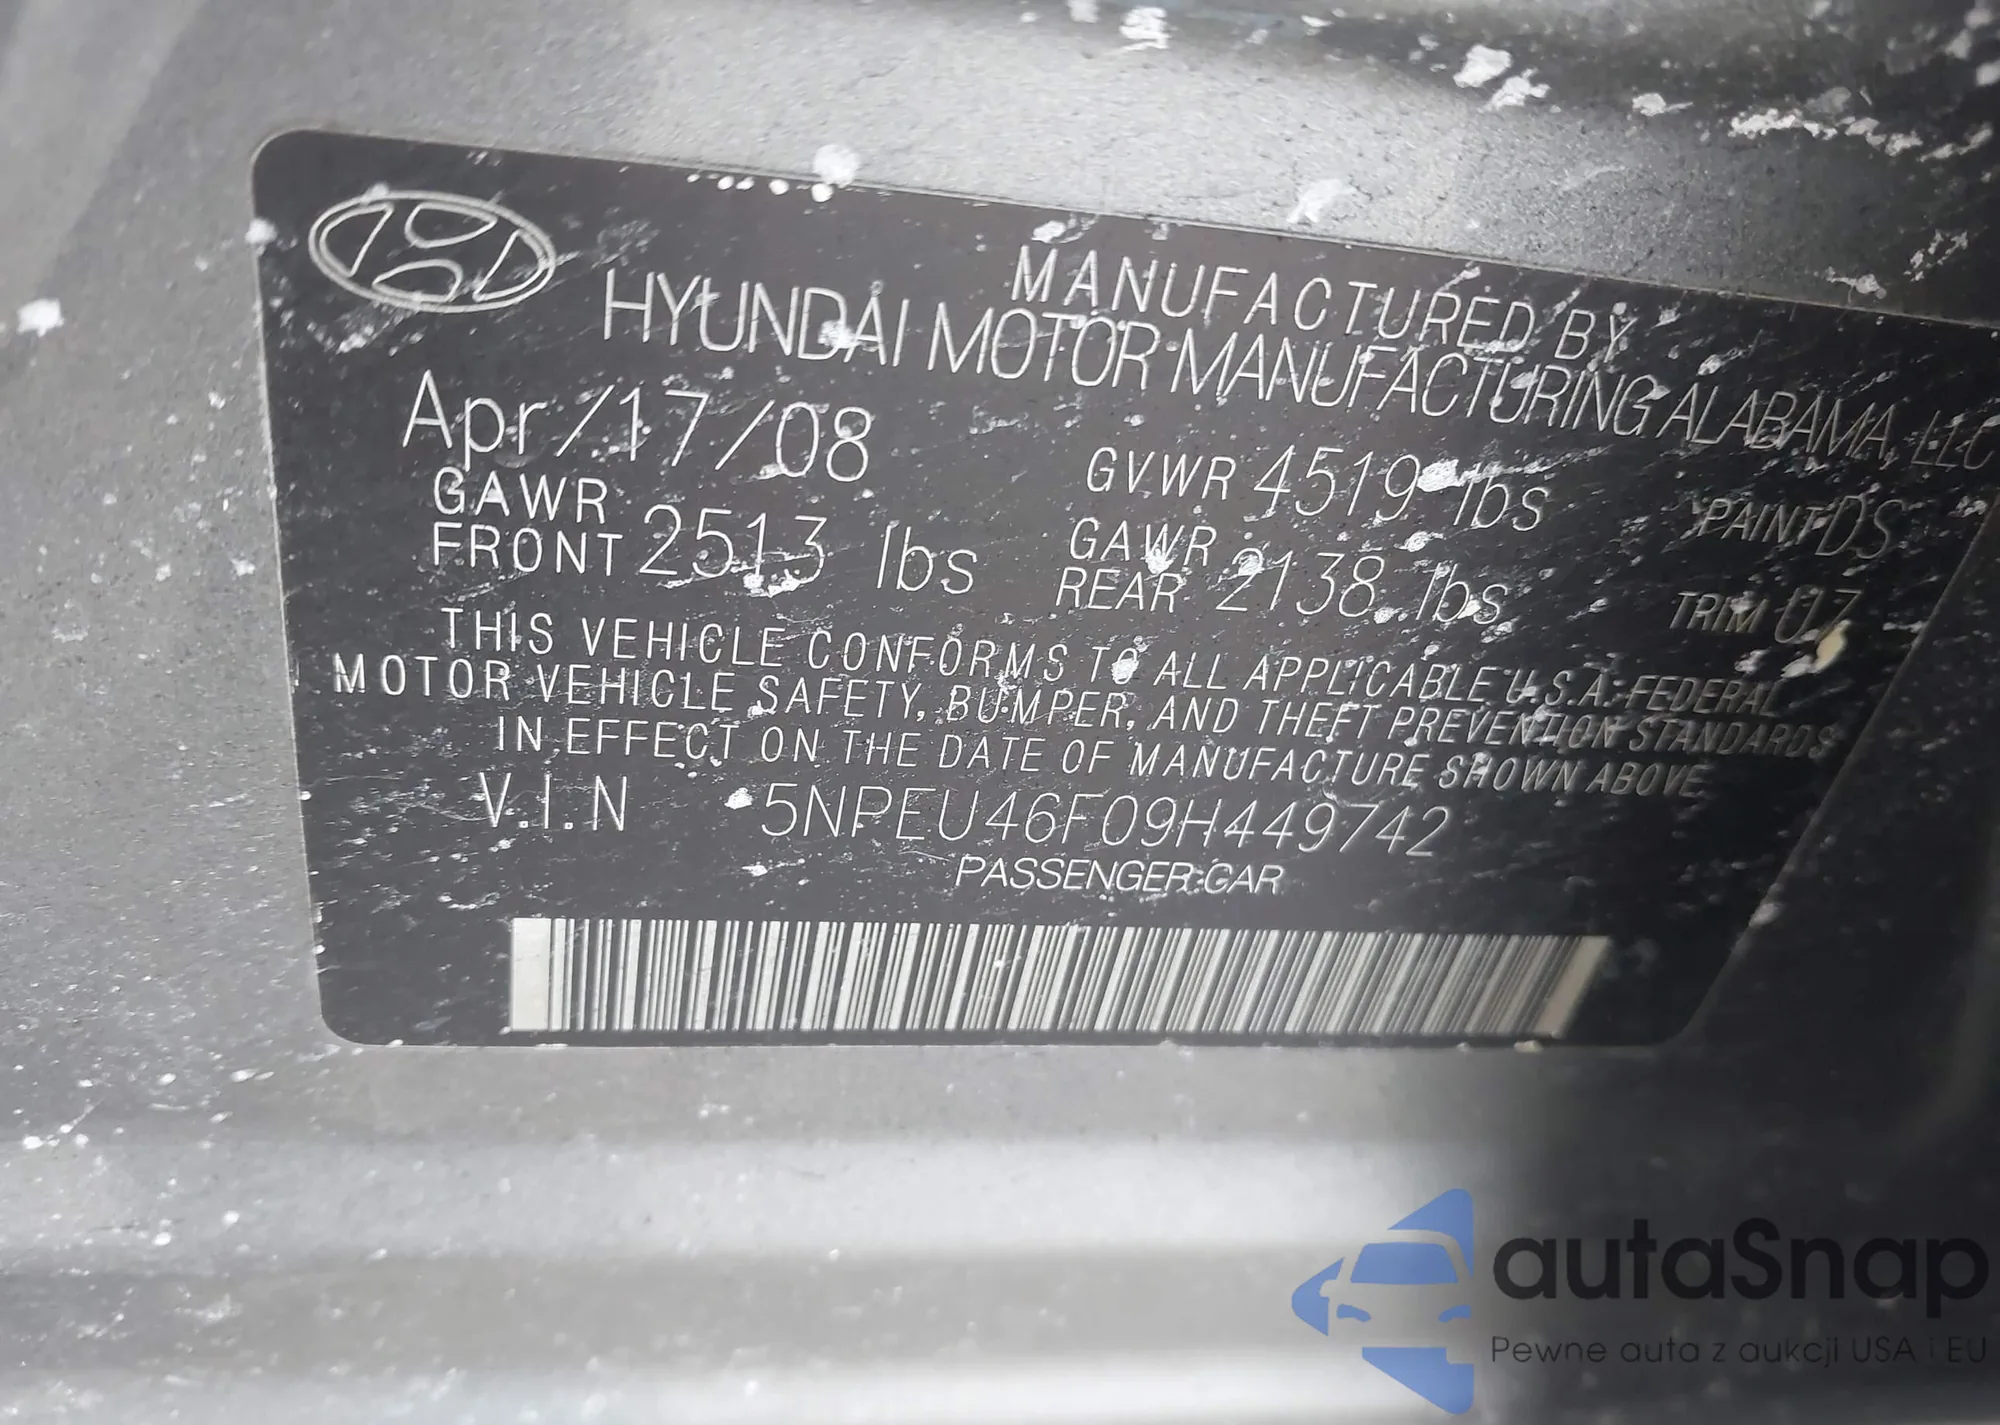 MANUFACTURED BY
HYUNDAI MOTOR MANUFACTURING ALABAMA, LLC
Apr/17/08
GVWR 4519 lbs
PAINT DS
GAWR
FRONT 2513 lbs
GAWR
REAR 2138 lbs
TRIM
THIS VEHICLE CONFORMS TO ALL APPLICABLE U.S.A. FEDERAL
MOTOR VEHICLE SAFETY, BUMPER, AND THEFT PREVENTION STANDARDS
IN EFFECT ON THE DATE OF MANUFACTURE SHOWN ABOVE
V.I.N 5NPEU46F09H449742
PASSENGER CAR
autaSnap
Pewne auta z aukcji USA i EU